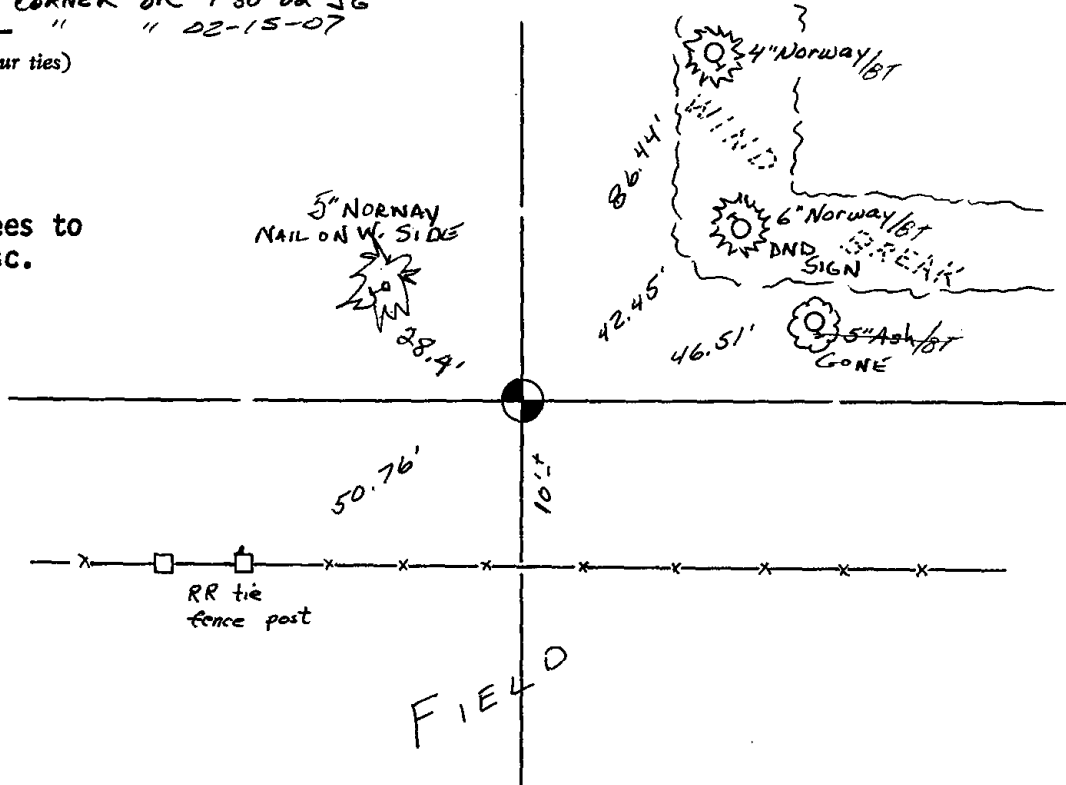 CORNER OK
" " 02-15-07
ur ties)
4" Norway/BT
WIND
86.44'
ees to
sc.
5" NORWAY
NAIL ON W. SIDE
6" Norway/BT
DND
SIGN
BREAK
42.45'
28.4'
46.51'
5" Ash/BT
GONE
50.76'
10'±
RR tie
fence post
FIELD